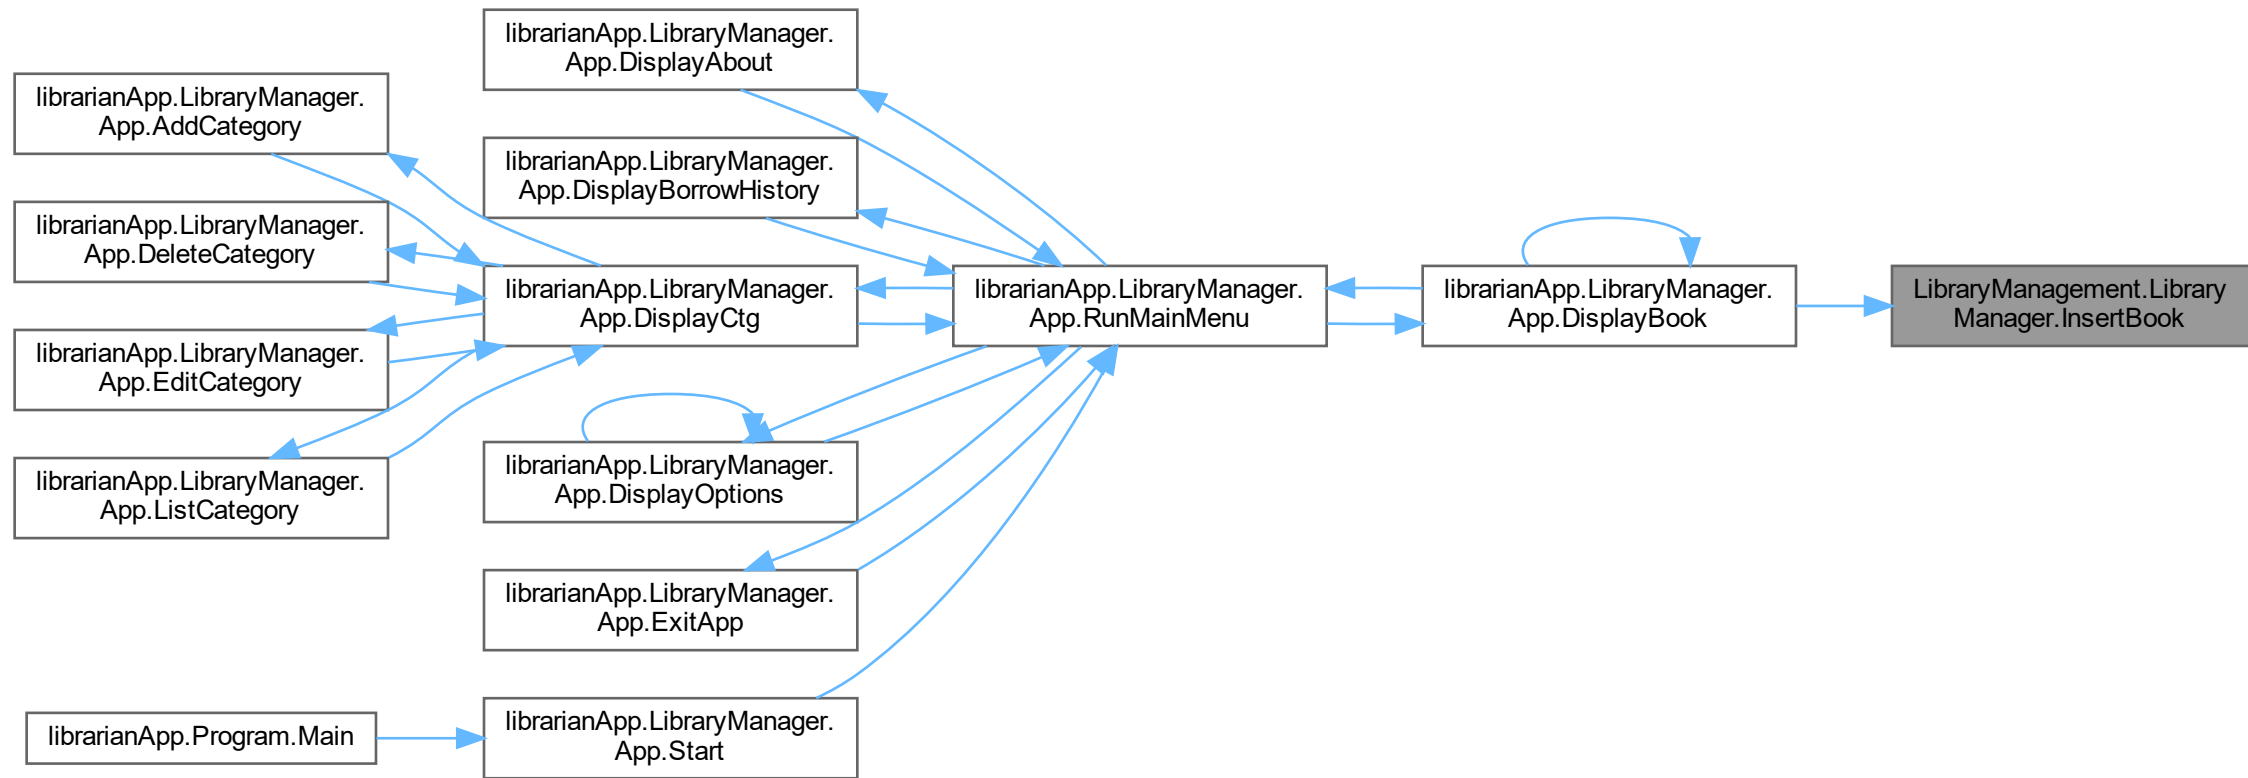 librarianApp.LibraryManager.
App.AddCategory
librarianApp.LibraryManager.
App.DeleteCategory
librarianApp.LibraryManager.
App.EditCategory
librarianApp.LibraryManager.
App.ListCategory
librarianApp.Program.Main
librarianApp.LibraryManager.
App.DisplayAbout
librarianApp.LibraryManager.
App.DisplayBorrowHistory
librarianApp.LibraryManager.
App.DisplayCtg
librarianApp.LibraryManager.
App.DisplayOptions
librarianApp.LibraryManager.
App.ExitApp
librarianApp.LibraryManager.
App.Start
librarianApp.LibraryManager.
App.RunMainMenu
librarianApp.LibraryManager.
App.DisplayBook
LibraryManagement.Library
Manager.InsertBook